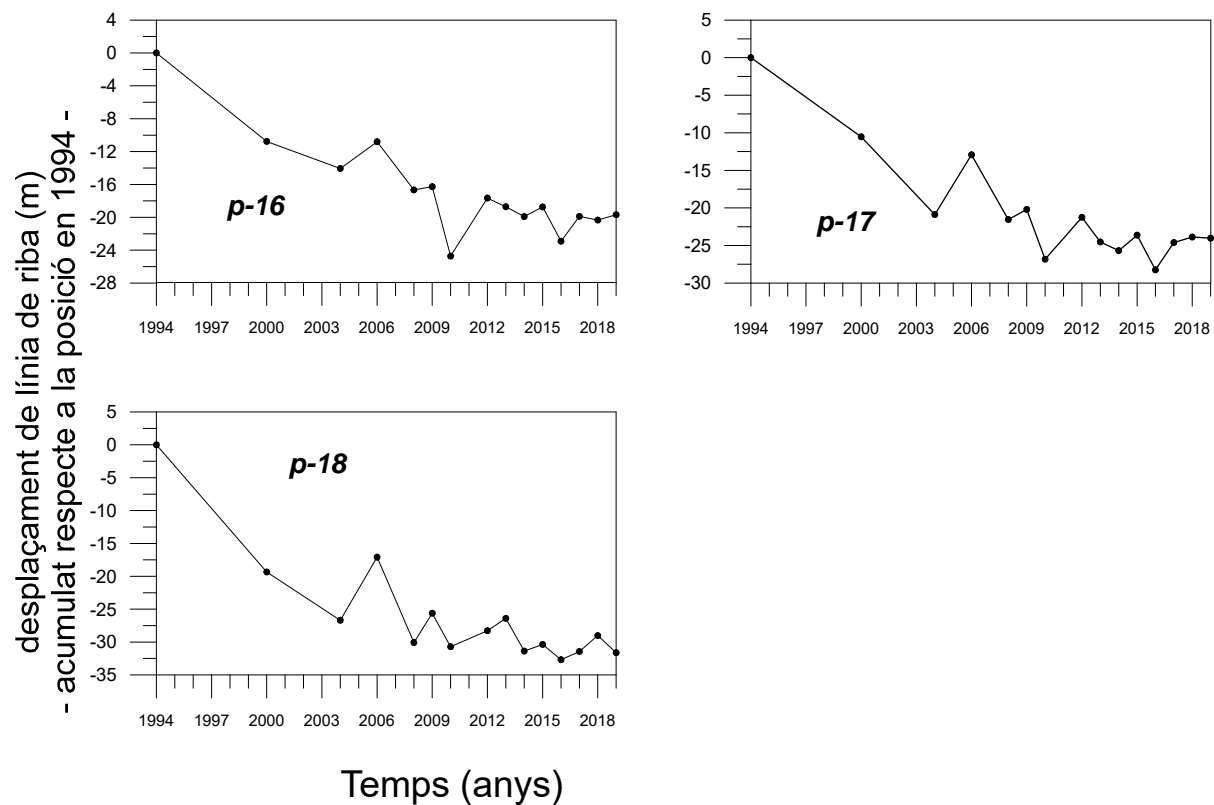 desplaçament de línia de riba (m)
- acumulat respecte a la posició en 1994 -
4
0
-4
-8
-12
-16
-20
-24
-28
p-16
1994 1997 2000 2003 2006 2009 2012 2015 2018
5
0
-5
-10
-15
-20
-25
-30
p-17
1994 1997 2000 2003 2006 2009 2012 2015 2018
5
0
-5
-10
-15
-20
-25
-30
-35
p-18
1994 1997 2000 2003 2006 2009 2012 2015 2018
Temps (anys)